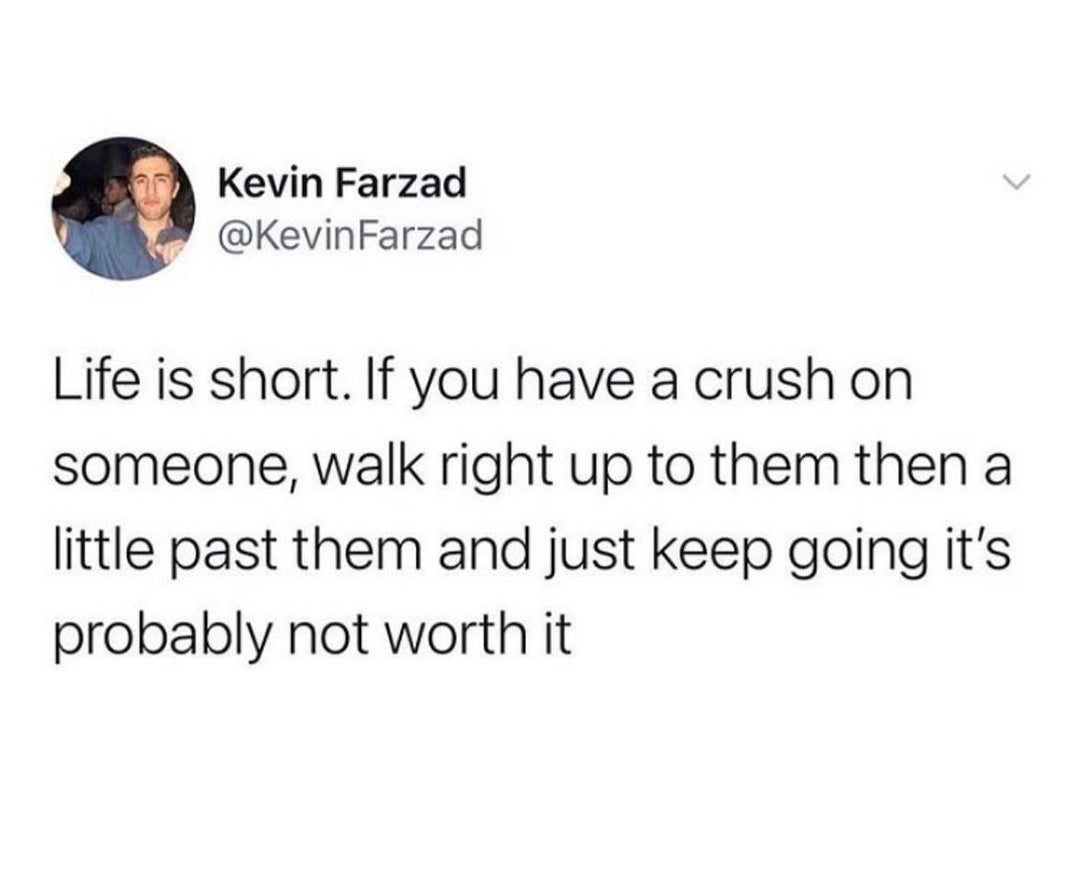 Kevin Farzad
@KevinFarzad
Life is short. If you have a crush on
someone, walk right up to them then a
little past them and just keep going it's
probably not worth it